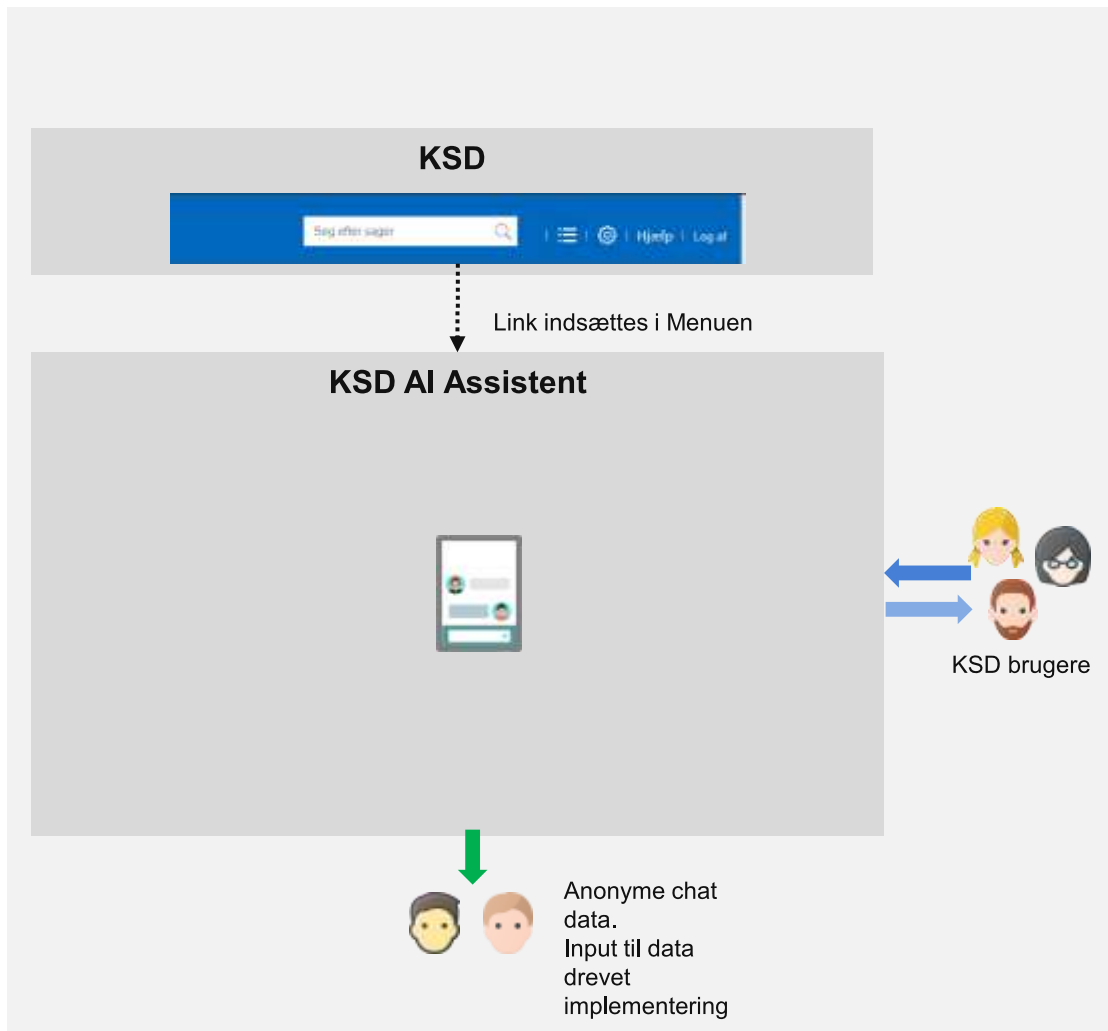 KSD
Søg efter sager
Hjælp
Log af
Link indsættes i Menuen
KSD AI Assistent
KSD brugere
Anonyme chat
data.
Input til data
drevet
implementering